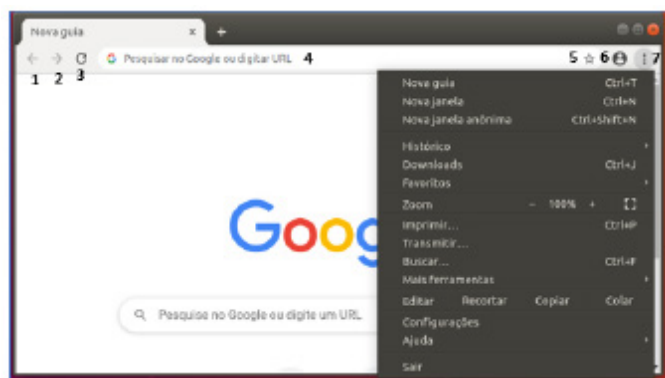 Nova guia x +
Pesquisar no Google ou digitar URL 4 5 6 7
1 2 3
Nova guia Ctrl+T
Nova janela Ctrl+N
Nova janela anônima Ctrl+Shift+N
Histórico
Downloads Ctrl+J
Favoritos
Zoom - 100% +
Imprimir... Ctrl+P
Transmitir...
Buscar... Ctrl+F
Mais ferramentas
Editar Recortar Copiar Colar
Configurações
Ajuda
Sair
Goog
Pesquise no Google ou digite um URL